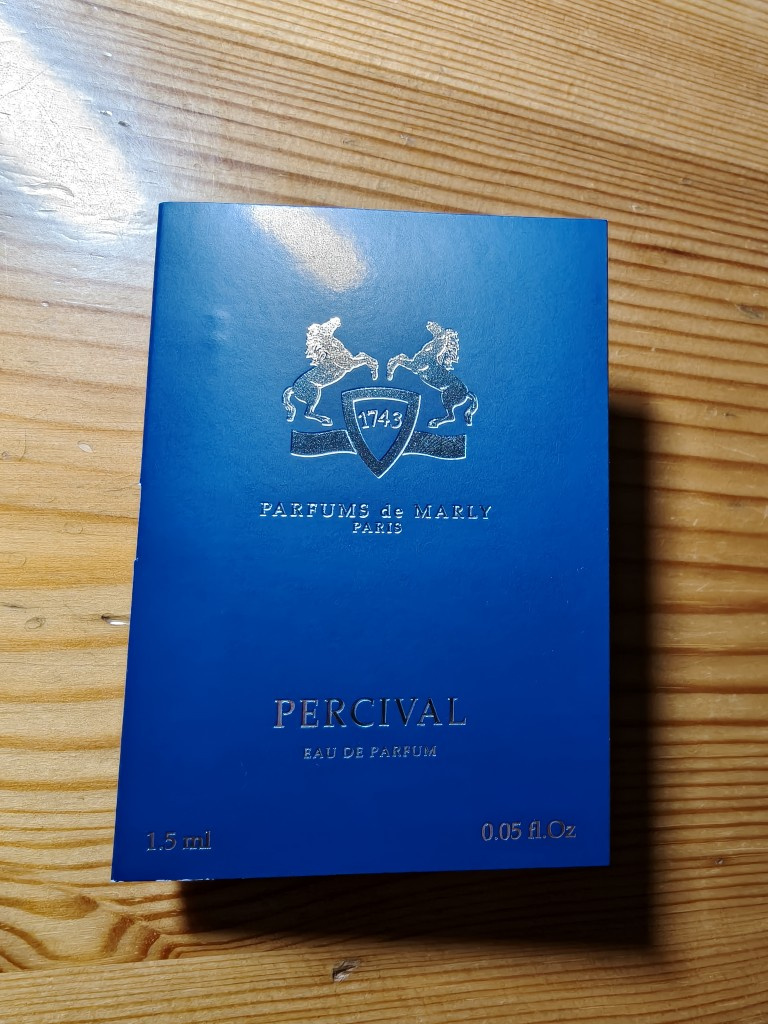 1743
PARFUMS de MARLY
PARIS
PERCIVAL
EAU DE PARFUM
1.5 ml
0.05 fl.Oz